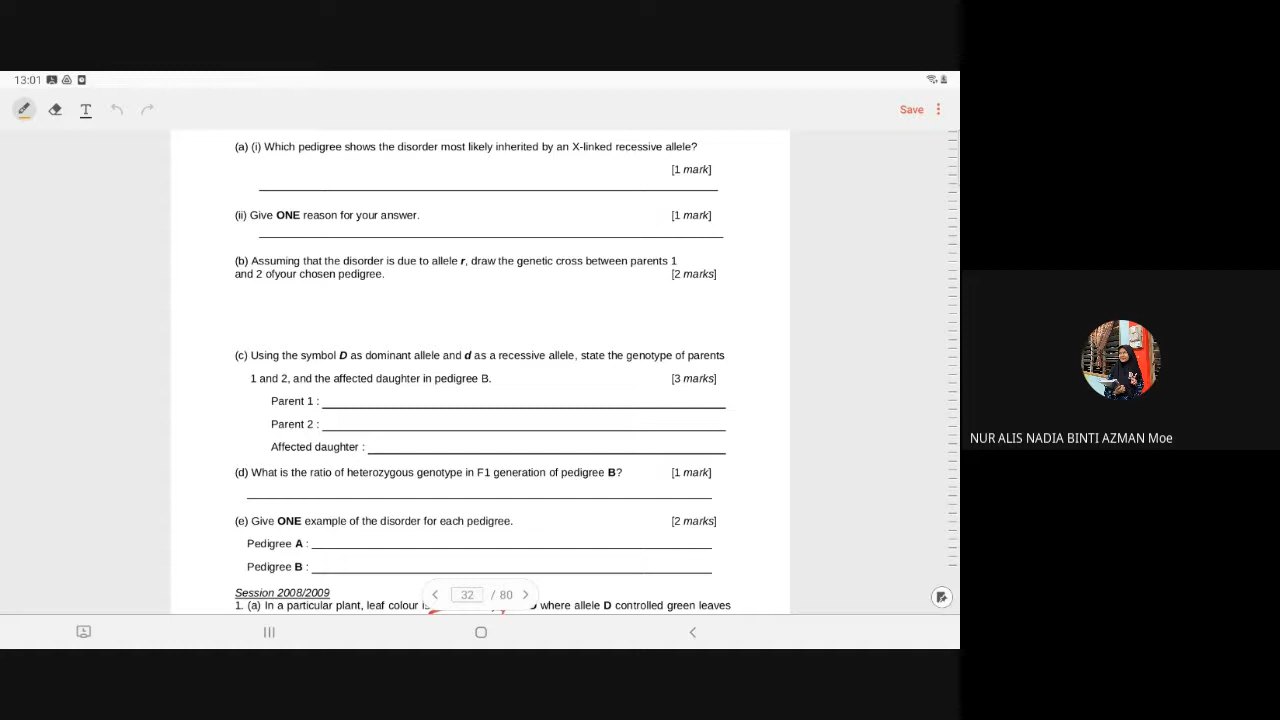 13:01
T
Save
(a) (i) Which pedigree shows the disorder most likely inherited by an X-linked recessive allele?
[1 mark]
(ii) Give ONE reason for your answer. [1 mark]
(b) Assuming that the disorder is due to allele r, draw the genetic cross between parents 1
and 2 ofyour chosen pedigree. [2 marks]
(c) Using the symbol D as dominant allele and d as a recessive allele, state the genotype of parents
1 and 2, and the affected daughter in pedigree B. [3 marks]
Parent 1 :
Parent 2 :
Affected daughter :
(d) What is the ratio of heterozygous genotype in F1 generation of pedigree B? [1 mark]
(e) Give ONE example of the disorder for each pedigree. [2 marks]
Pedigree A :
Pedigree B :
Session 2008/2009
32 / 80
1. (a) In a particular plant, leaf colour where allele D controlled green leaves
NUR ALIS NADIA BINTI AZMAN Moe